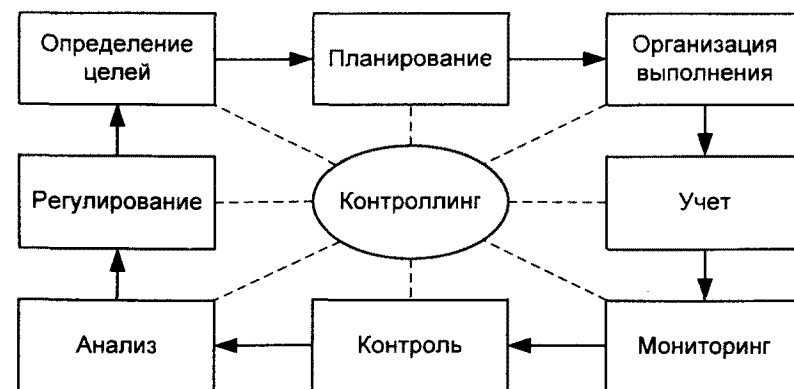 Определение
целей
Планирование
Организация
выполнения
Регулирование
Контроллинг
Учет
Анализ
Контроль
Мониторинг